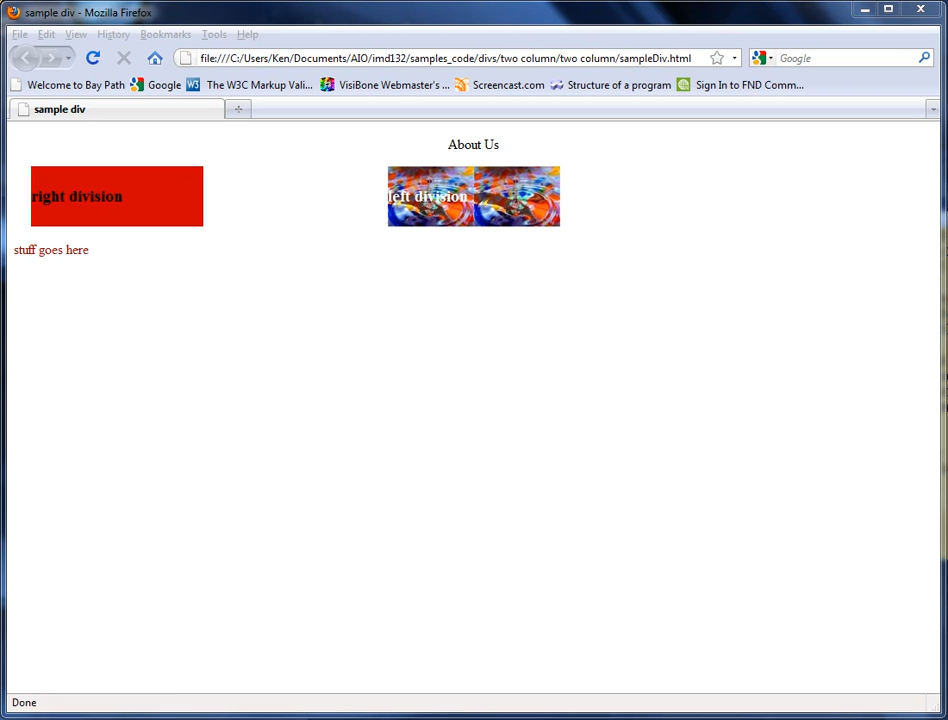 sample div - Mozilla Firefox
File Edit View History Bookmarks Tools Help
file:///C:/Users/Ken/Documents/AIO/imd132/samples_code/divs/two column/two column/sampleDiv.html Google
Welcome to Bay Path Google W3 The W3C Markup Vali... VisiBone Webmaster's ... Screencast.com Structure of a program Sign In to FND Comm...
sample div
About Us
right division left division
stuff goes here
Done